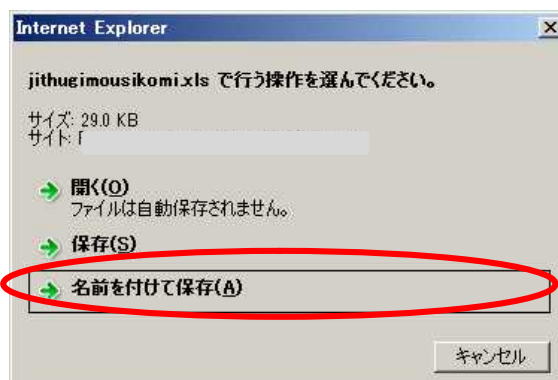 Internet Explorer
jithugimousikomi.xls で行う操作を選んでください。
サイズ: 29.0 KB
サイト:
開く(O)
ファイルは自動保存されません。
保存(S)
名前を付けて保存(A)
キャンセル